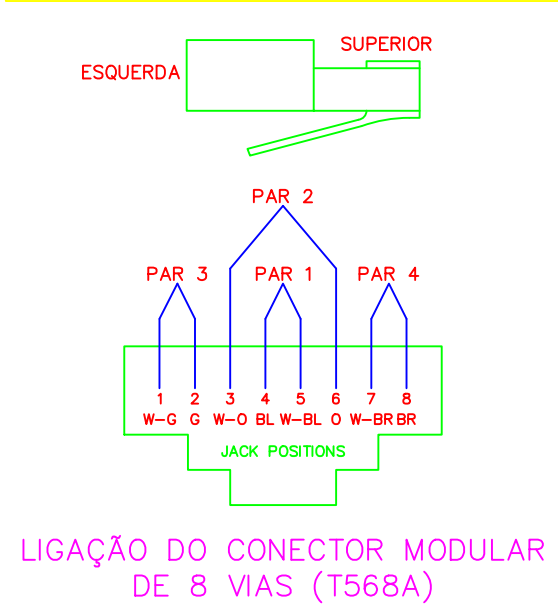 SUPERIOR
ESQUERDA
PAR 2
PAR 3 PAR 1 PAR 4
1 2 3 4 5 6 7 8
W-G G W-O BL W-BL O W-BR BR
JACK POSITIONS
LIGAÇÃO DO CONECTOR MODULAR
DE 8 VIAS (T568A)